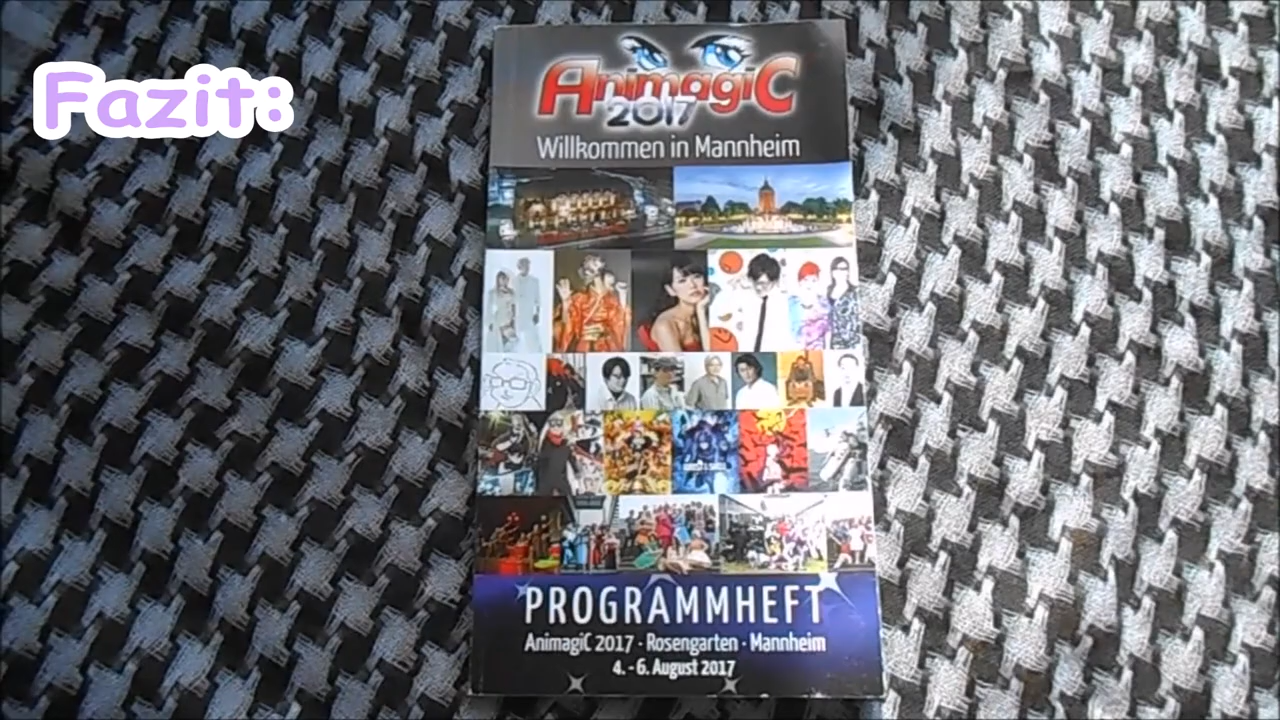 Fazit:
AnimagiC
2017
Willkommen in Mannheim
PROGRAMMHEFT
AnimagiC 2017 · Rosengarten · Mannheim
4. - 6. August 2017